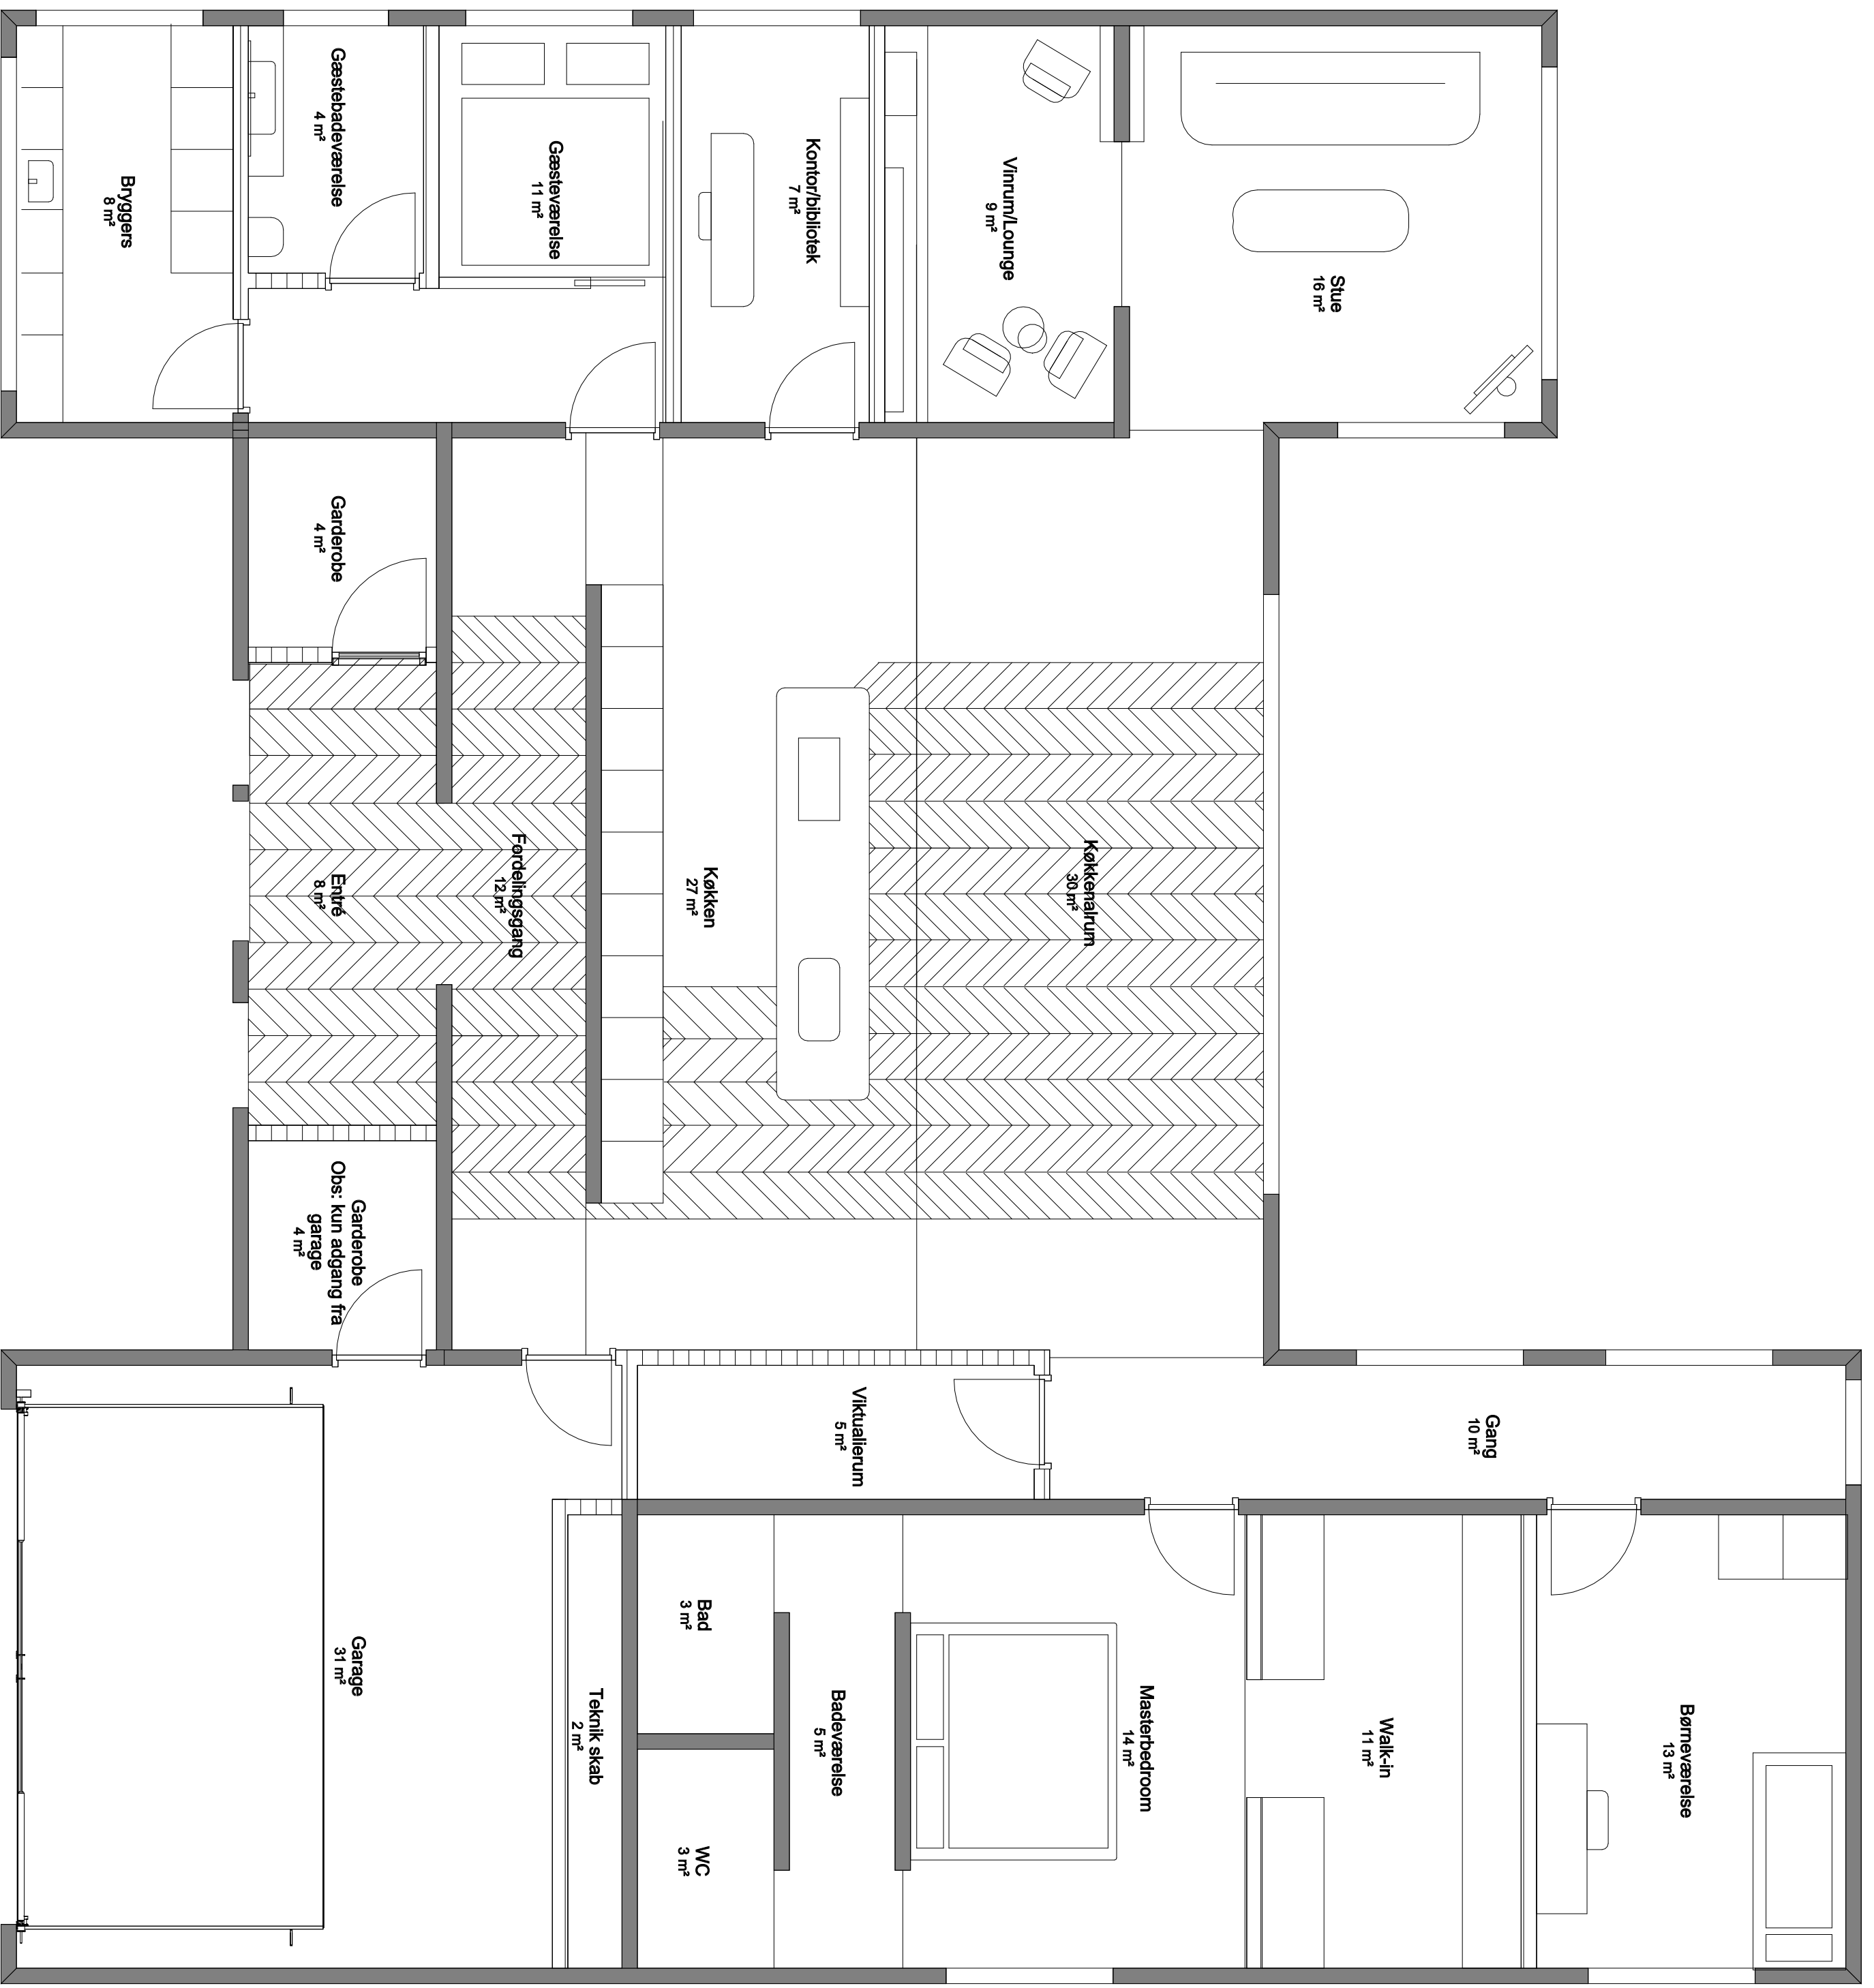 Stue
16 m²
Vinrum/Lounge
9 m²
Kontor/bibliotek
7 m²
Gæsteværelse
11 m²
Gæstebadeværelse
4 m²
Bryggers
8 m²
Garderobe
4 m²
Køkkenalrum
30 m²
Køkken
27 m²
Fordelingsgang
12 m²
Entré
8 m²
Garderobe
Obs: kun adgang fra
garage
4 m²
Gang
10 m²
Viktualierum
5 m²
Børneværelse
13 m²
Walk-in
11 m²
Masterbedroom
14 m²
Badeværelse
5 m²
Bad
3 m²
WC
3 m²
Teknik skab
2 m²
Garage
31 m²